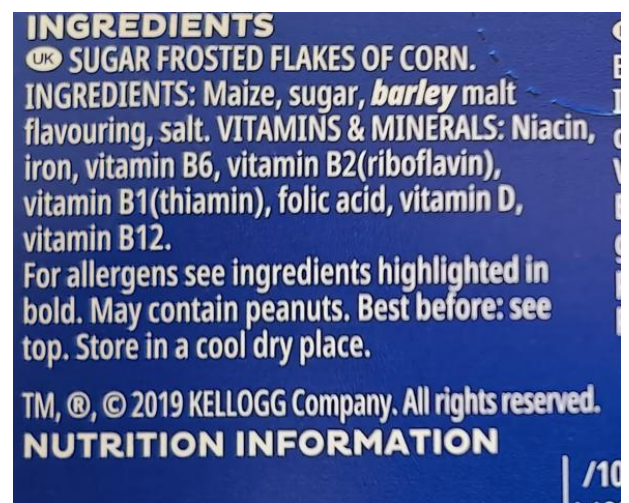 INGREDIENTS
UK SUGAR FROSTED FLAKES OF CORN.
INGREDIENTS: Maize, sugar, barley malt
flavouring, salt. VITAMINS & MINERALS: Niacin,
iron, vitamin B6, vitamin B2(riboflavin),
vitamin B1(thiamin), folic acid, vitamin D,
vitamin B12.
For allergens see ingredients highlighted in
bold. May contain peanuts. Best before: see
top. Store in a cool dry place.
TM, ®, © 2019 KELLOGG Company. All rights reserved.
NUTRITION INFORMATION